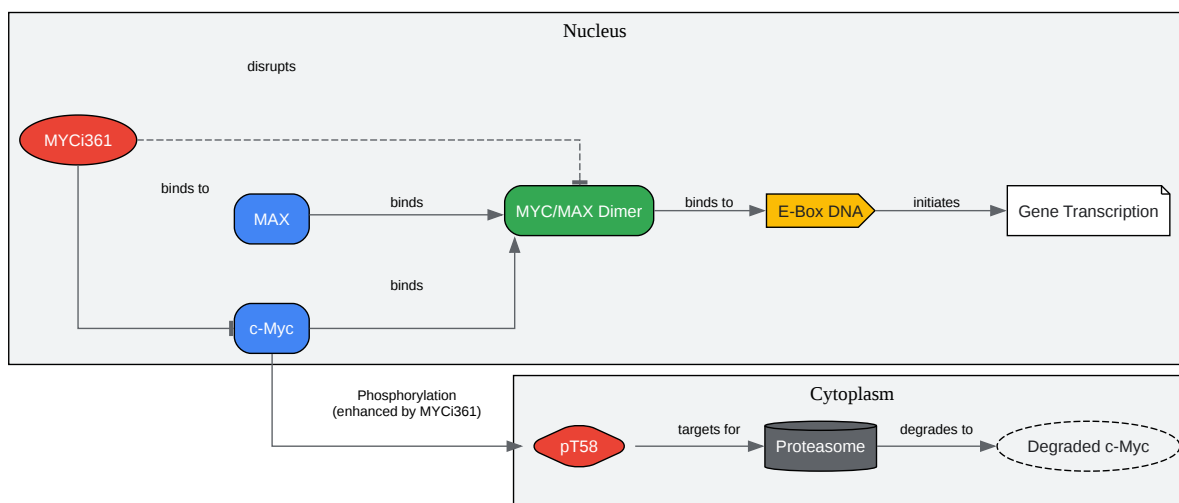 Nucleus
disrupts
MYCi361
binds to
MAX
binds
MYC/MAX Dimer
binds to
E-Box DNA
initiates
Gene Transcription
binds
c-Myc
Phosphorylation
(enhanced by MYCi361)
Cytoplasm
pT58
targets for
Proteasome
degrades to
Degraded c-Myc